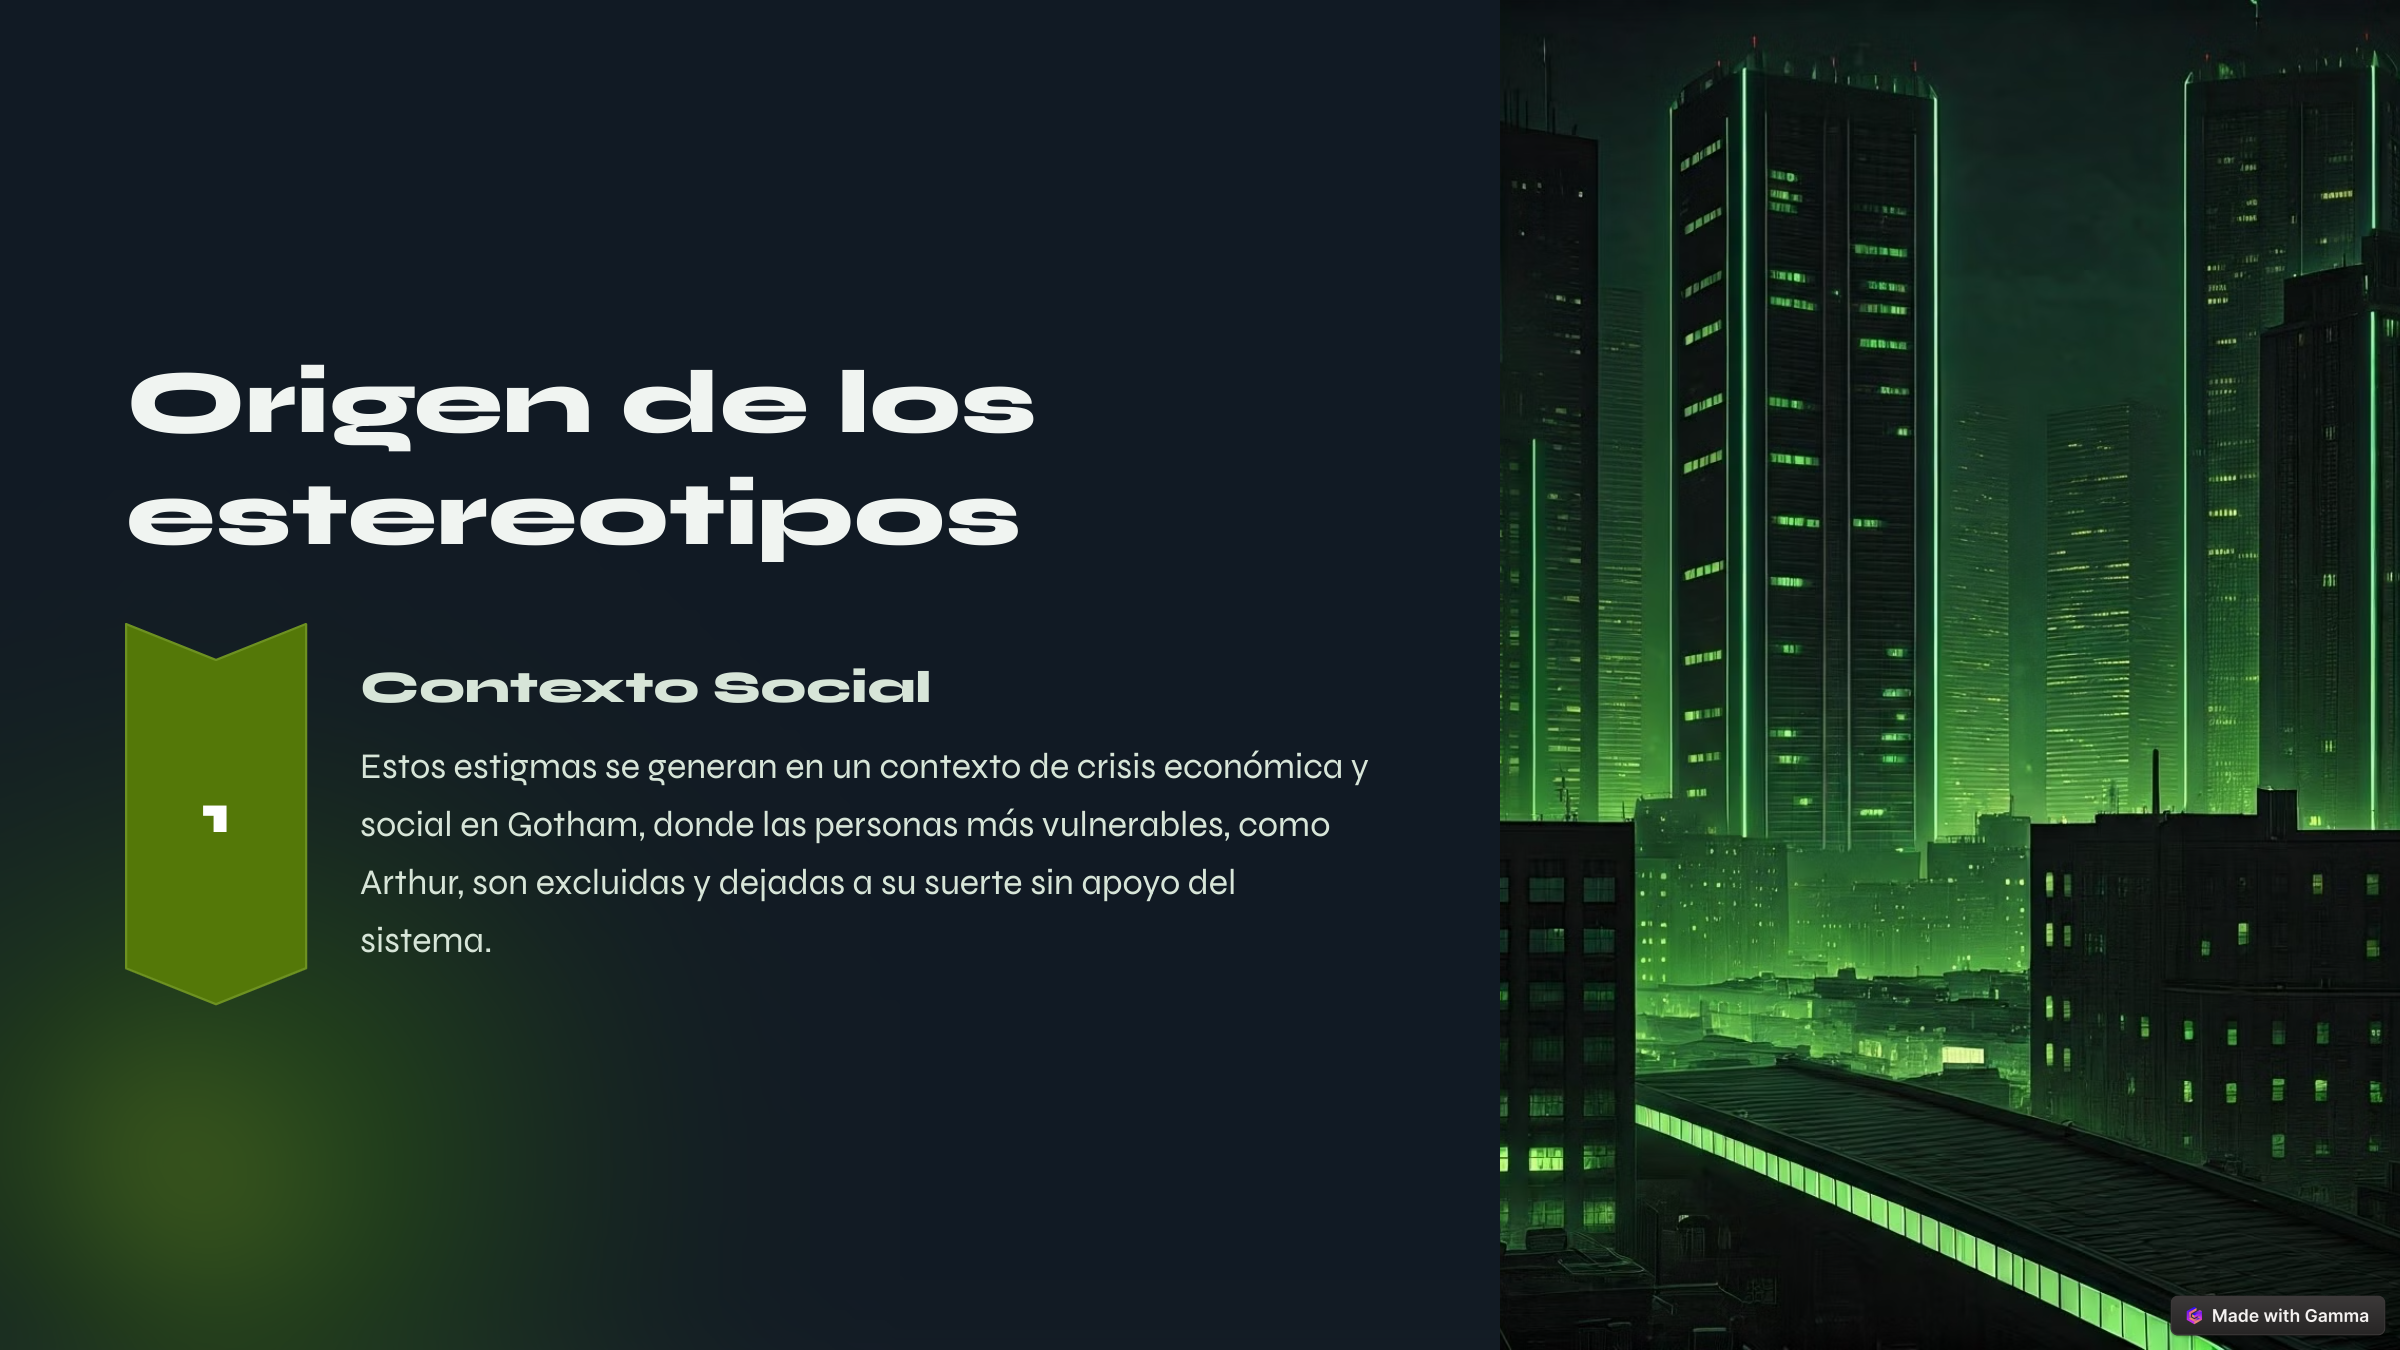 Origen de los
estereotipos
1
Contexto Social
Estos estigmas se generan en un contexto de crisis económica y
social en Gotham, donde las personas más vulnerables, como
Arthur, son excluidas y dejadas a su suerte sin apoyo del
sistema.
Made with Gamma